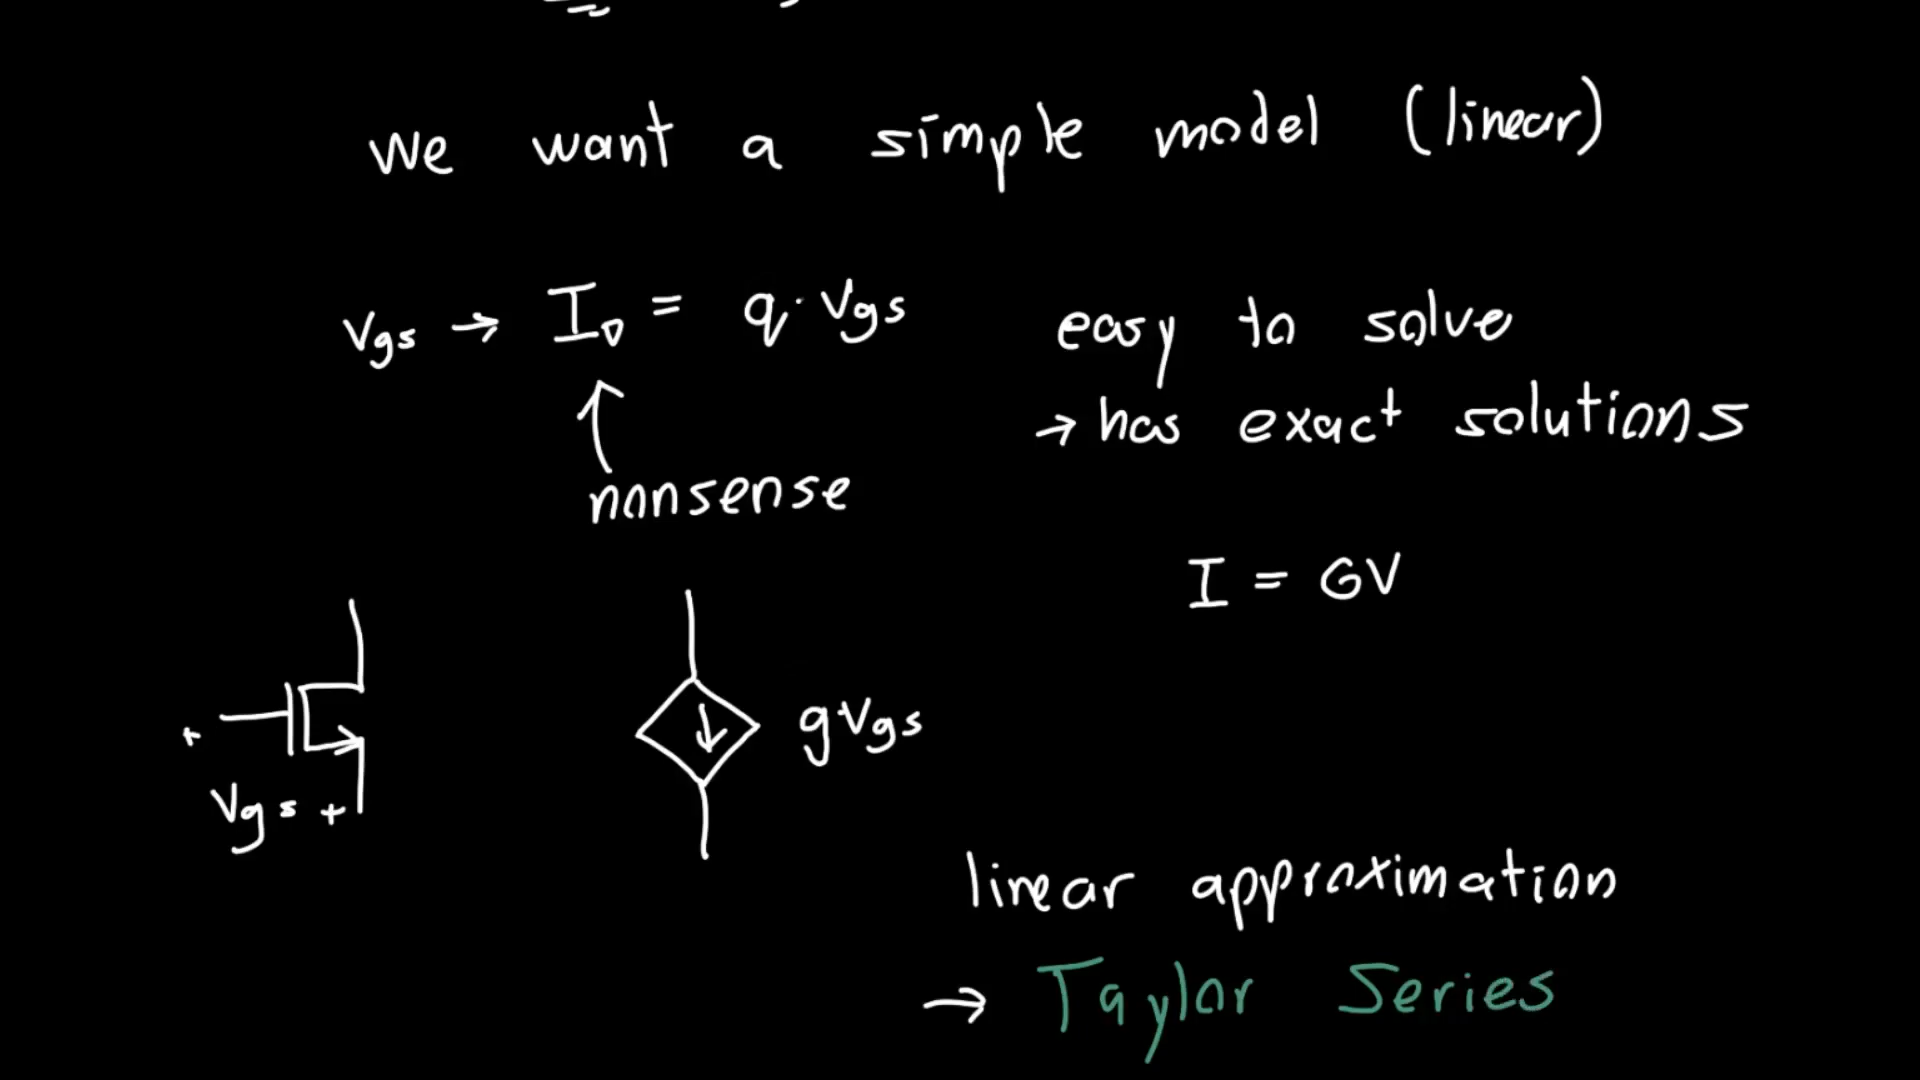 we want a simple model (linear)
Vgs → I_D = g · Vgs
easy to solve
→ has exact solutions
nonsense
I = GV
+
Vgs +
gVgs
linear approximation
→ Taylor Series